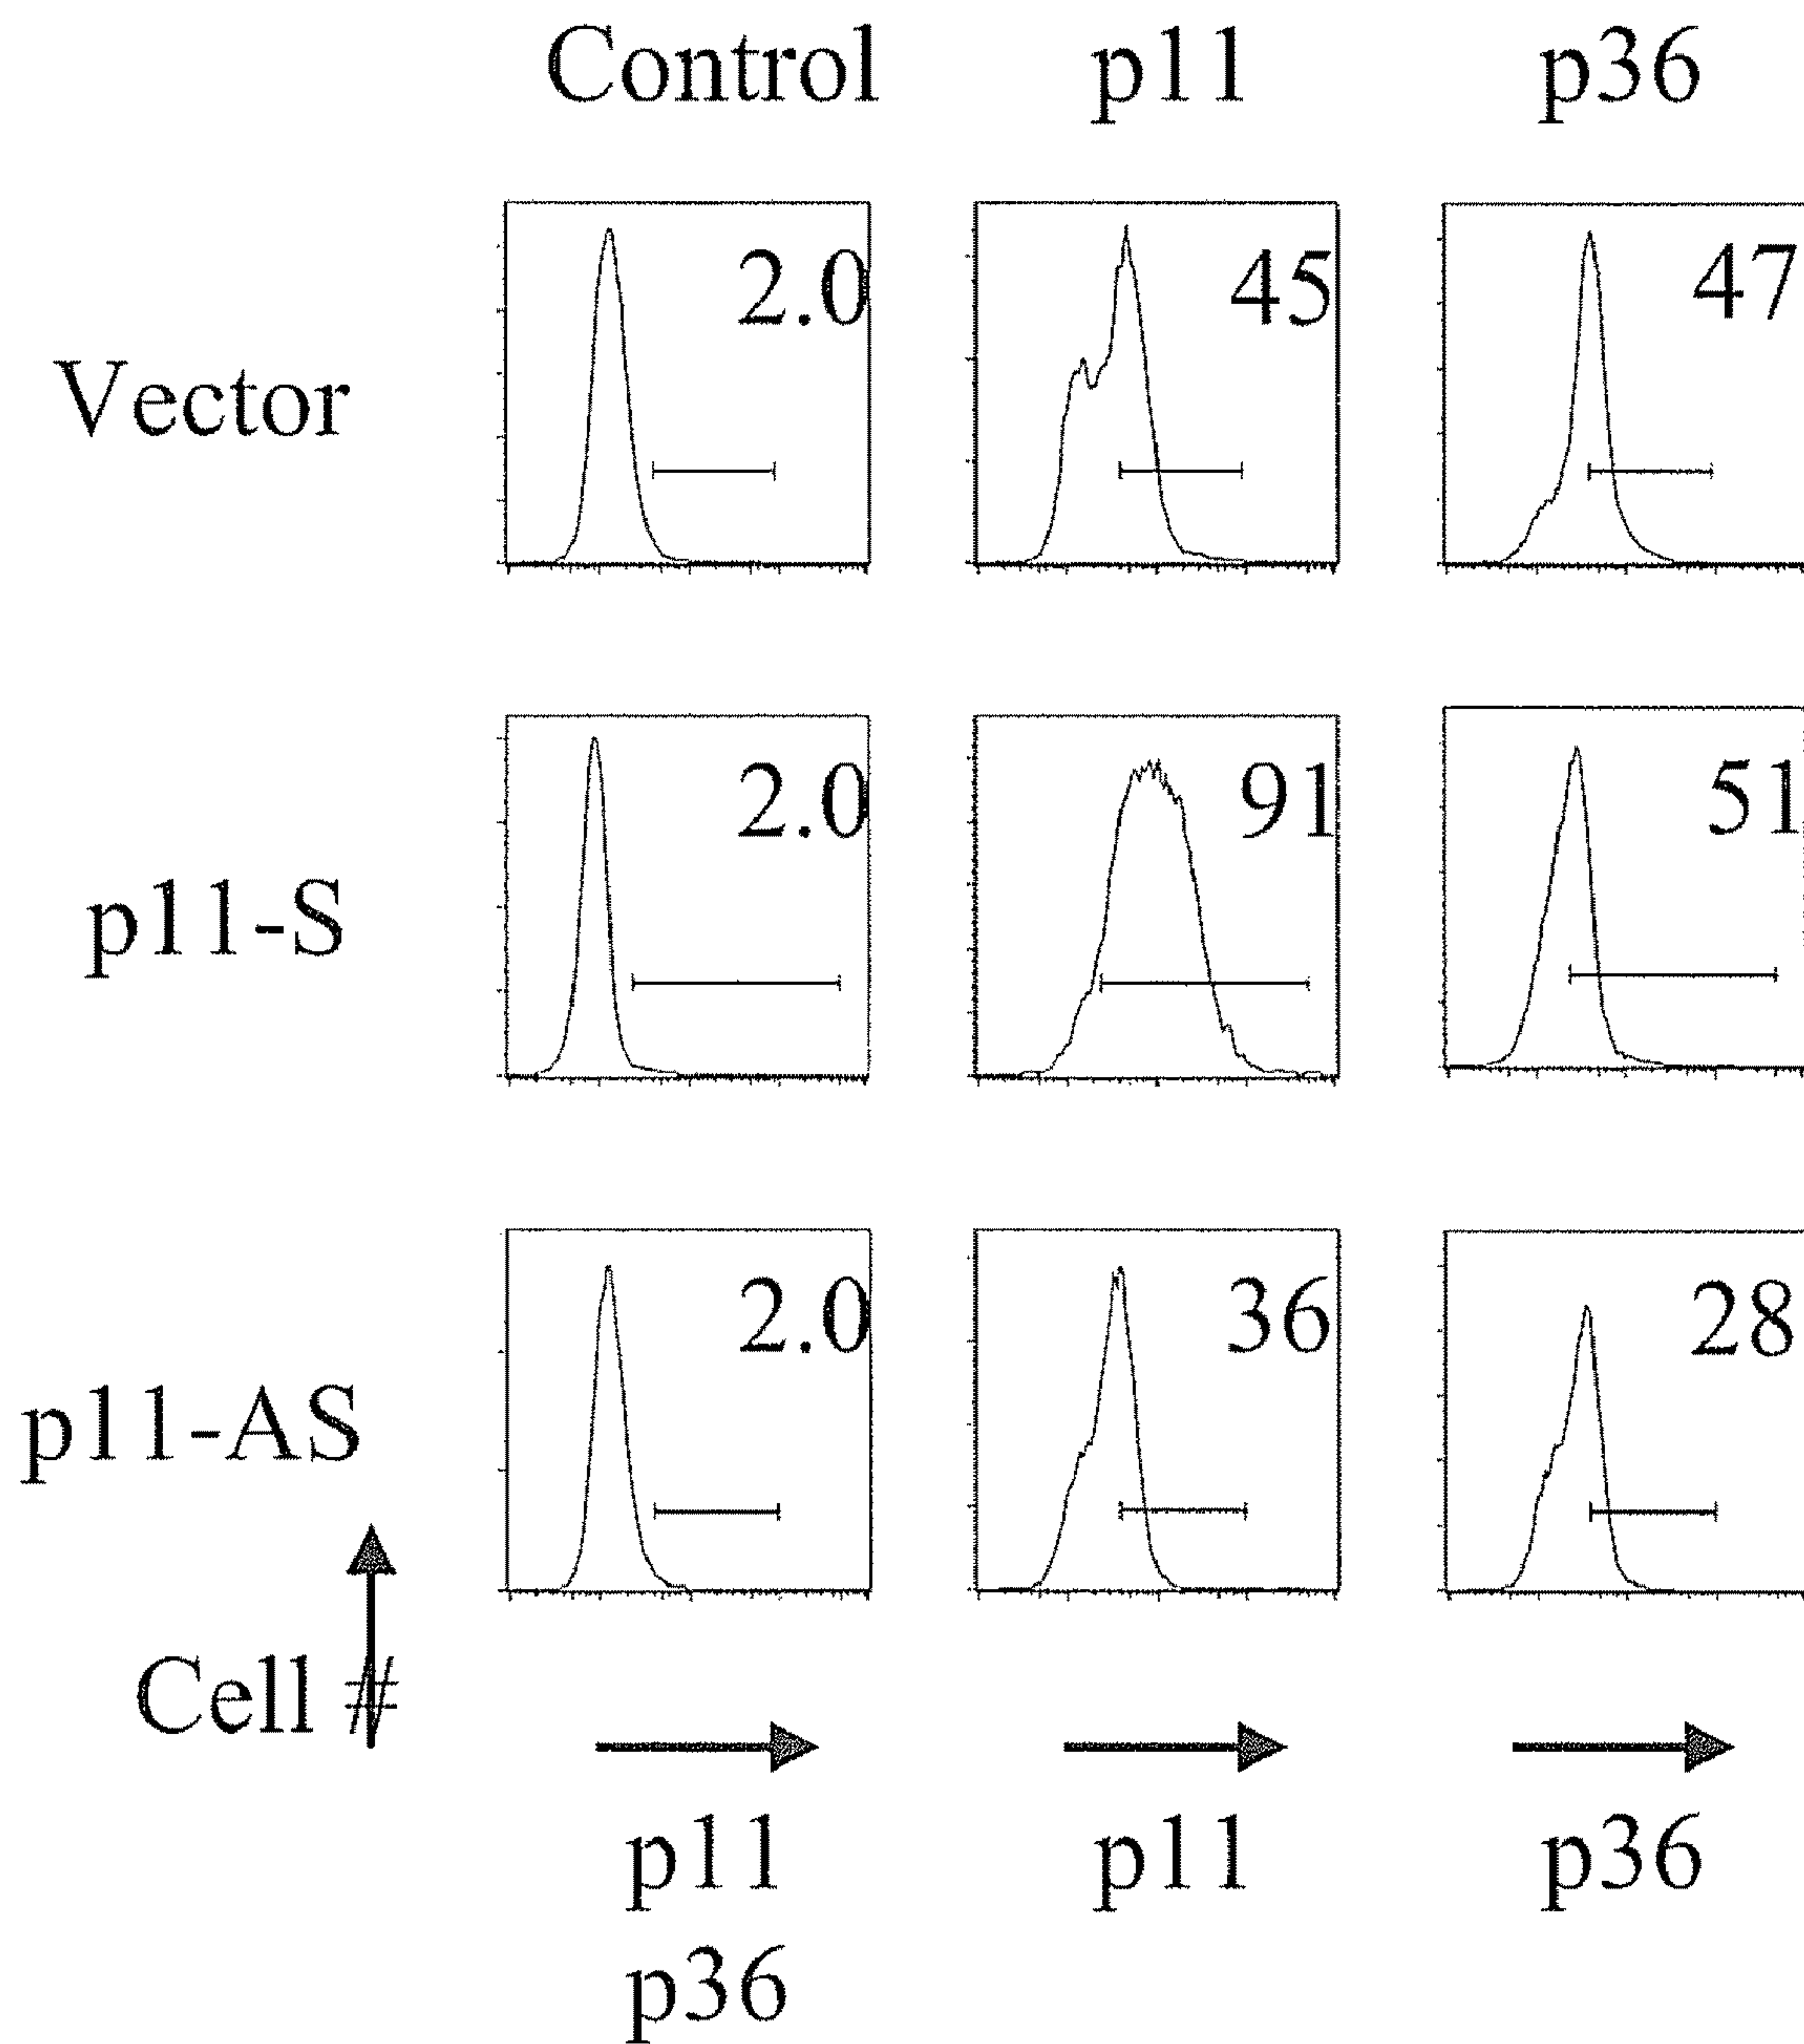 Control p11 p36
Vector 2.0 45 47
p11-S 2.0 91 51
p11-AS 2.0 36 28
Cell #
p11 p11 p36
p36